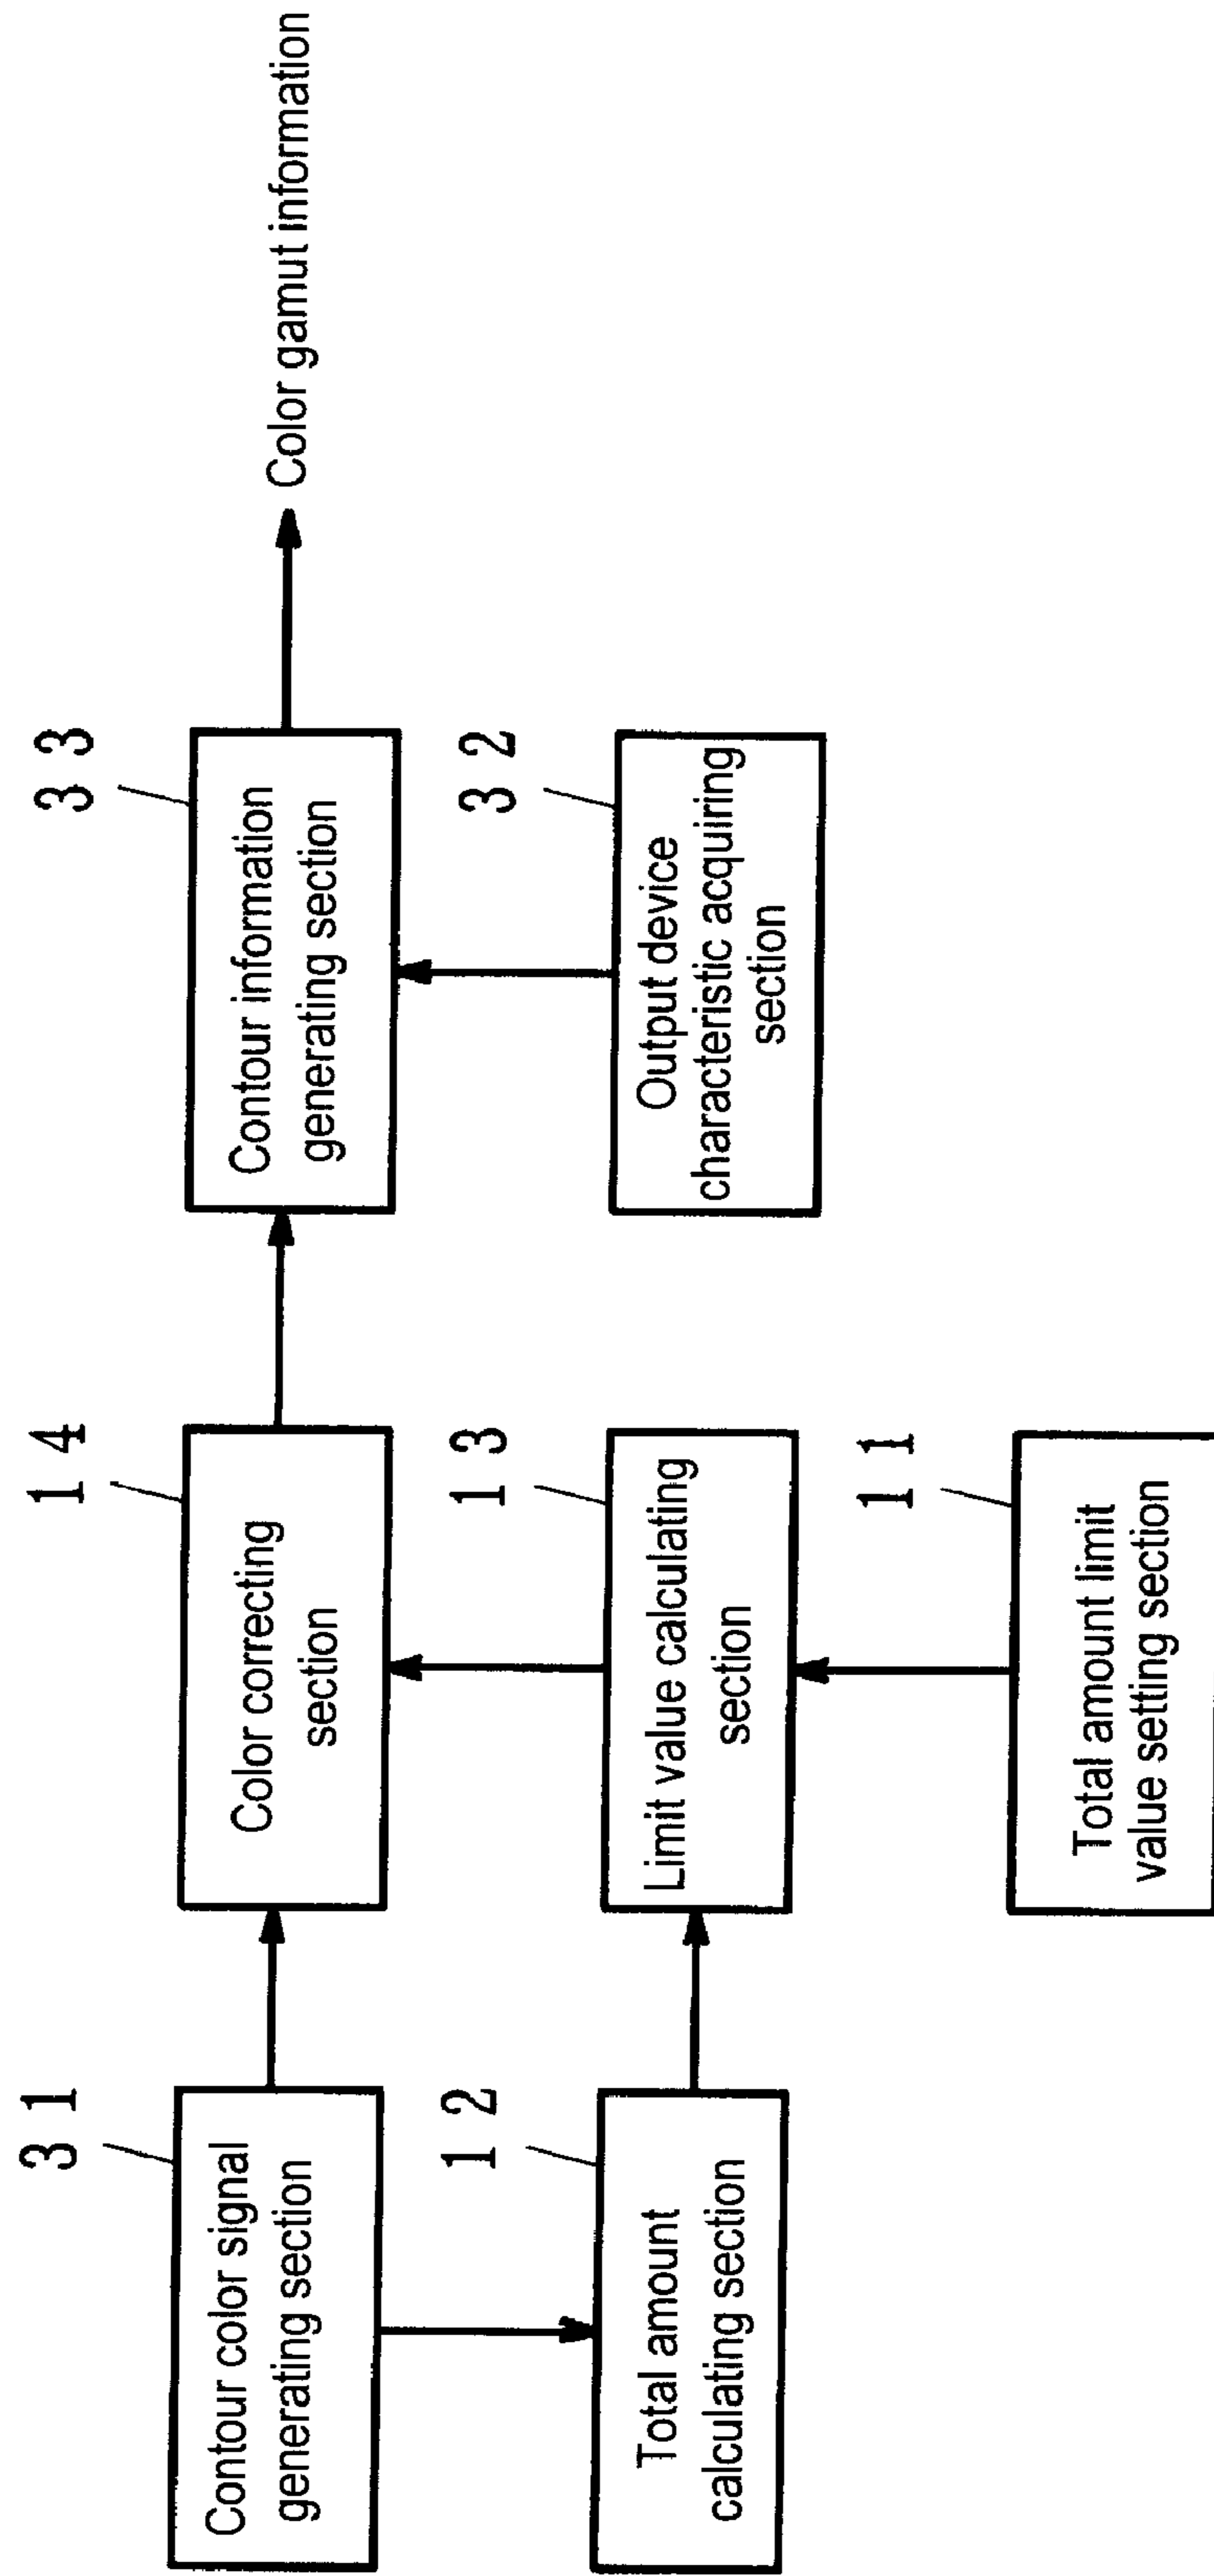 3 1
Contour color signal
generating section
1 4
Color correcting
section
3 3
Contour information
generating section
Color gamut information
1 2
Total amount
calculating section
1 3
Limit value calculating
section
3 2
Output device
characteristic acquiring
section
1 1
Total amount limit
value setting section